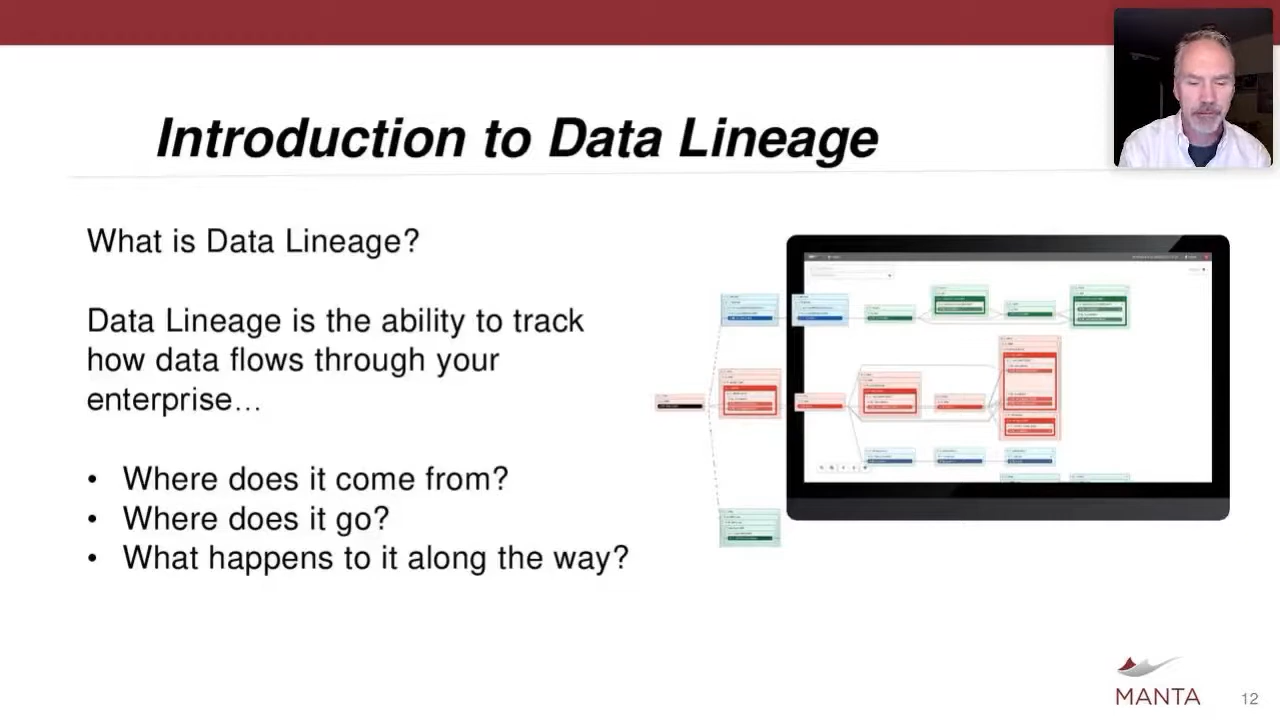 Introduction to Data Lineage
What is Data Lineage?
Data Lineage is the ability to track
how data flows through your
enterprise…
• Where does it come from?
• Where does it go?
• What happens to it along the way?
MANTA
12